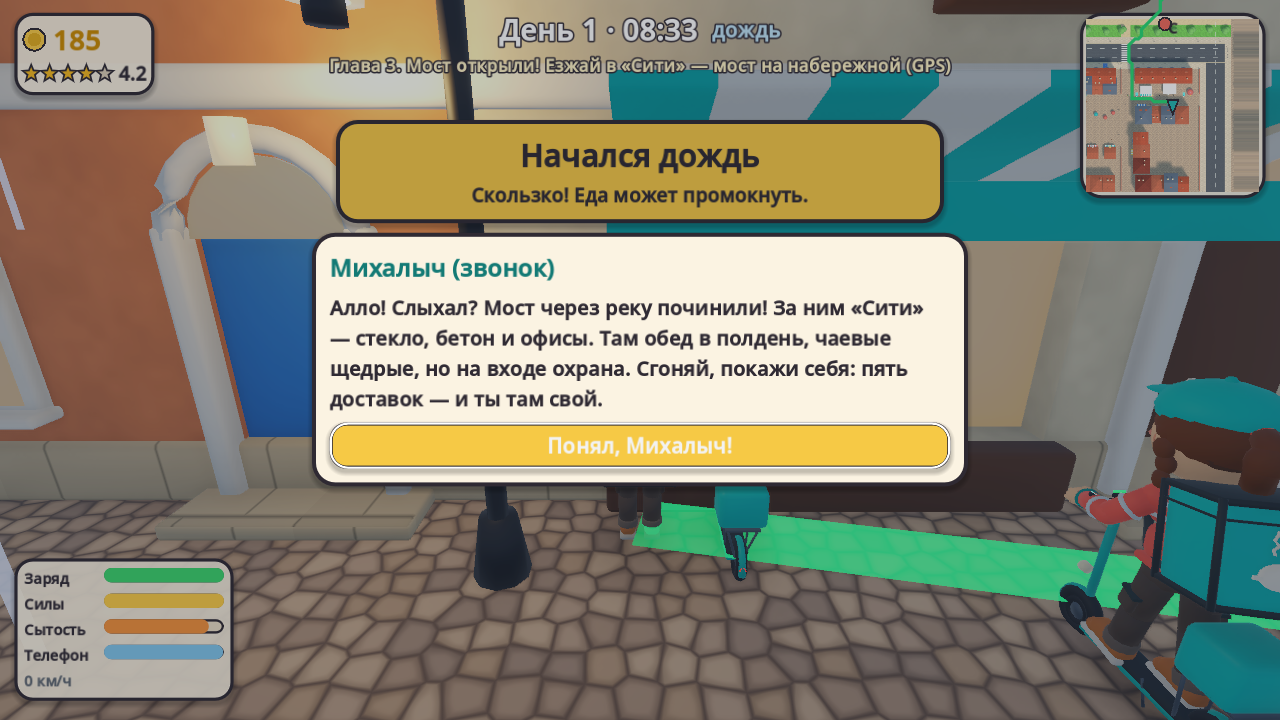 185
4.2
День 1 · 08:33 дождь
Глава 3. Мост открыли! Езжай в «Сити» — мост на набережной (GPS)
С
Начался дождь
Скользко! Еда может промокнуть.
Михалыч (звонок)
Алло! Слыхал? Мост через реку починили! За ним «Сити»
— стекло, бетон и офисы. Там обед в полдень, чаевые
щедрые, но на входе охрана. Сгоняй, покажи себя: пять
доставок — и ты там свой.
Понял, Михалыч!
Заряд
Силы
Сытость
Телефон
0 км/ч